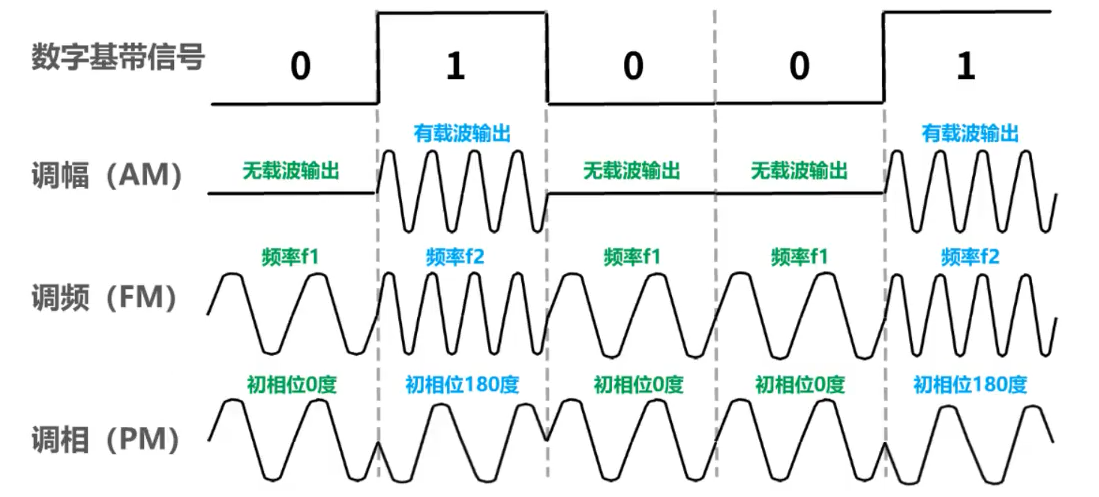 数字基带信号
0 1 0 0 1
有载波输出 有载波输出
调幅（AM） 无载波输出 无载波输出 无载波输出
频率f1 频率f2 频率f1 频率f1 频率f2
调频（FM）
初相位0度 初相位180度 初相位0度 初相位0度 初相位180度
调相（PM）